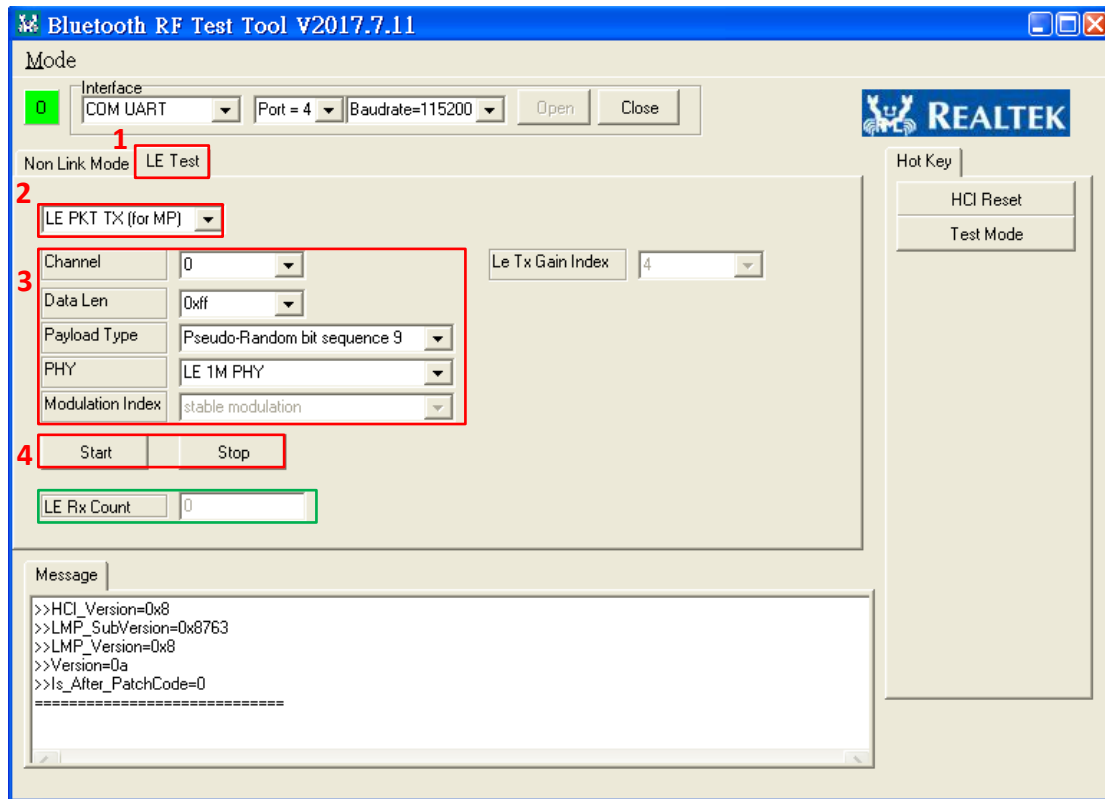 Bluetooth RF Test Tool V2017.7.11
Mode
Interface
0 COM UART Port = 4 Baudrate=115200 Open Close
REALTEK
1
Non Link Mode LE Test
Hot Key
2
LE PKT TX (for MP)
HCI Reset
Test Mode
3
Channel 0
Le Tx Gain Index 4
Data Len 0xff
Payload Type Pseudo-Random bit sequence 9
PHY LE 1M PHY
Modulation Index stable modulation
4 Start Stop
LE Rx Count 0
Message
>>HCI_Version=0x8
>>LMP_SubVersion=0x8763
>>LMP_Version=0x8
>>Version=0a
>>Is_After_PatchCode=0
=============================